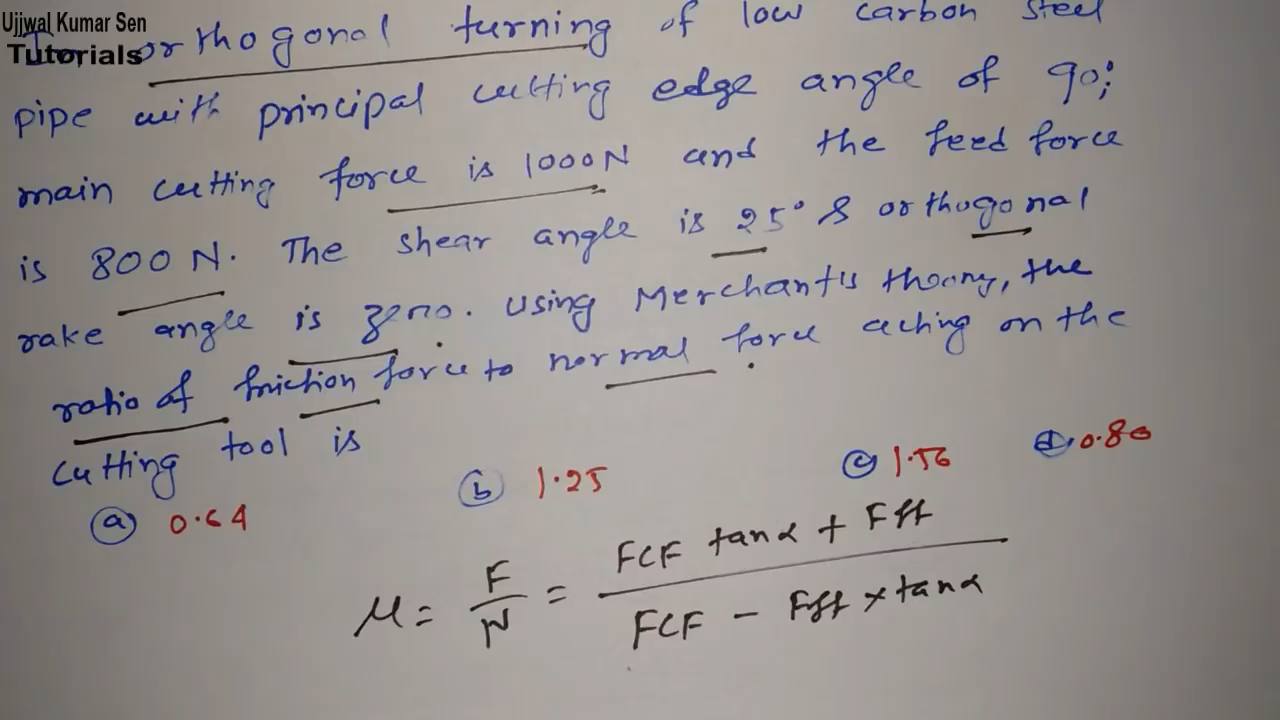 Ujjwal Kumar Sen
Tutorials
In orthogonal turning of low carbon steel
pipe with principal cutting edge angle of 90;
main cutting force is 1000N and the feed force
is 800 N. The shear angle is 25° & orthogonal
rake angle is zero. using Merchant's theory, the
ratio of friction force to normal force acting on the
cutting tool is
(a) 0.64 (b) 1.25 (c) 1.56 (d) 0.80
μ = F/N = FCF tanα + Fff / FCF - Fff x tanα